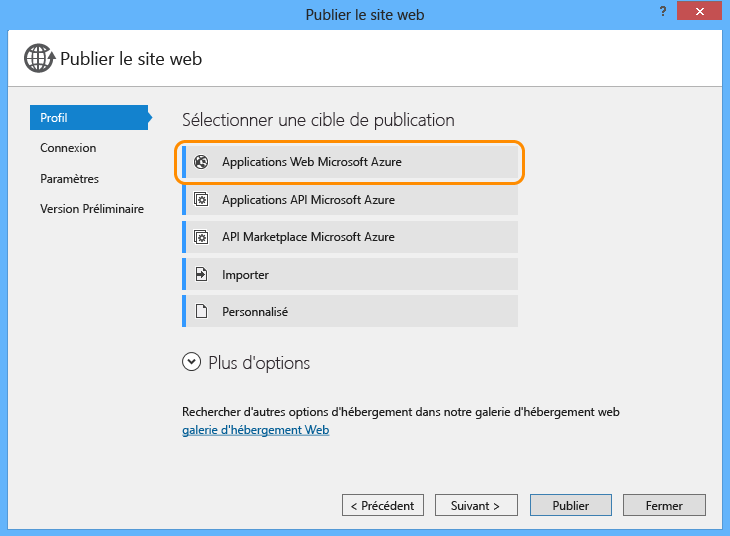 Publier le site web
?
Publier le site web
Profil
Connexion
Paramètres
Version Préliminaire
Sélectionner une cible de publication
Applications Web Microsoft Azure
Applications API Microsoft Azure
API Marketplace Microsoft Azure
Importer
Personnalisé
Plus d'options
Rechercher d'autres options d'hébergement dans notre galerie d'hébergement web
galerie d'hébergement Web
< Précédent
Suivant >
Publier
Fermer